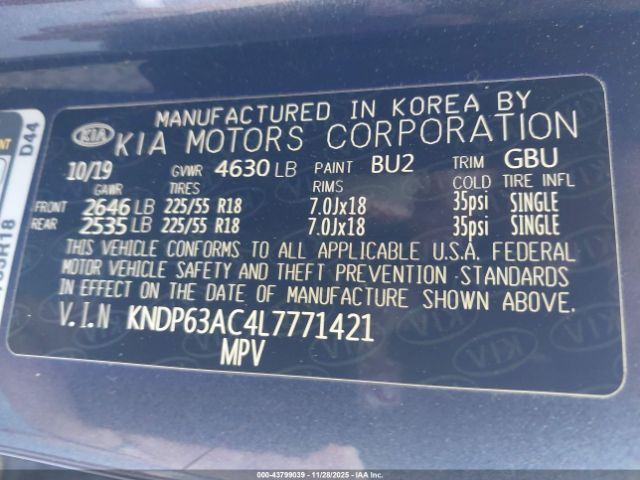 MANUFACTURED IN KOREA BY
KIA KIA MOTORS CORPORATION
10/19 GVWR 4630 LB PAINT BU2 TRIM GBU
GAWR TIRES RIMS COLD TIRE INFL
FRONT 2646 LB 225/55 R18 7.0Jx18 35psi SINGLE
REAR 2535 LB 225/55 R18 7.0Jx18 35psi SINGLE
THIS VEHICLE CONFORMS TO ALL APPLICABLE U.S.A. FEDERAL
MOTOR VEHICLE SAFETY AND THEFT PREVENTION STANDARDS
IN EFFECT ON THE DATE OF MANUFACTURE SHOWN ABOVE.
V.I.N KNDP63AC4L7771421
MPV
D44
000-43799039 | 11/28/2025 - Copart